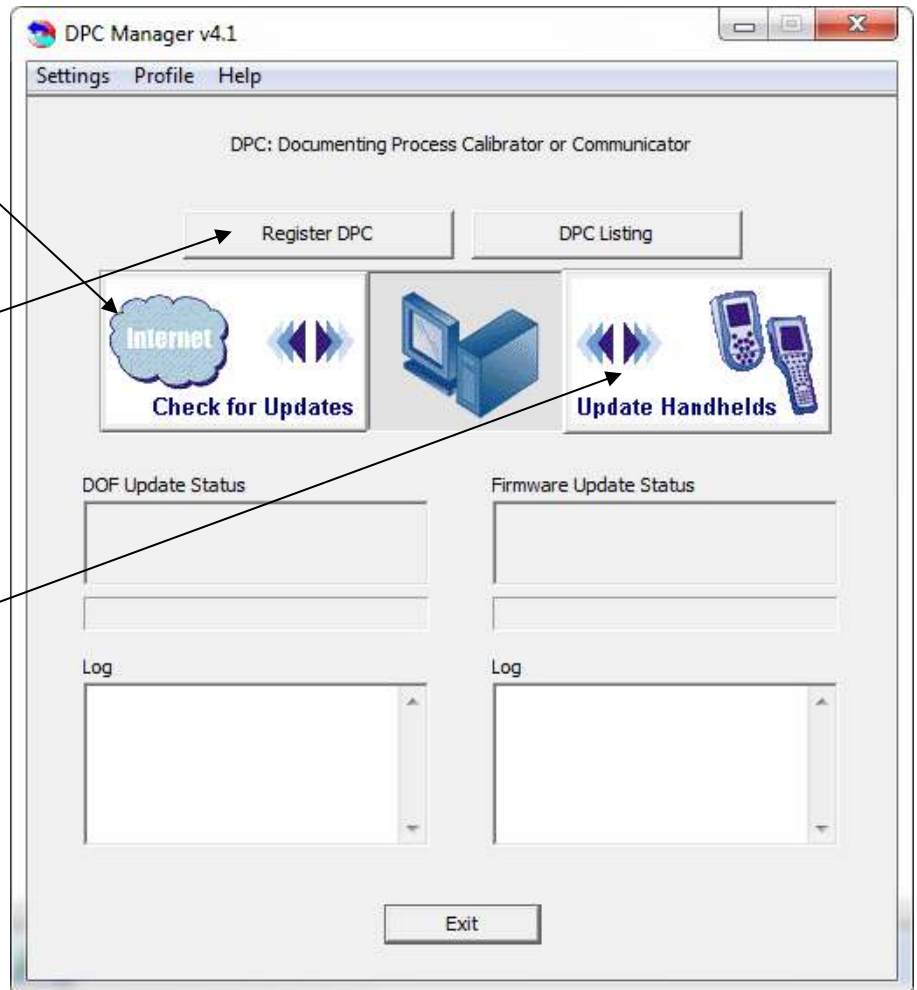 DPC Manager v4.1
Settings Profile Help
DPC: Documenting Process Calibrator or Communicator
Register DPC
DPC Listing
Internet
Check for Updates
Update Handhelds
DOF Update Status
Firmware Update Status
Log
Log
Exit